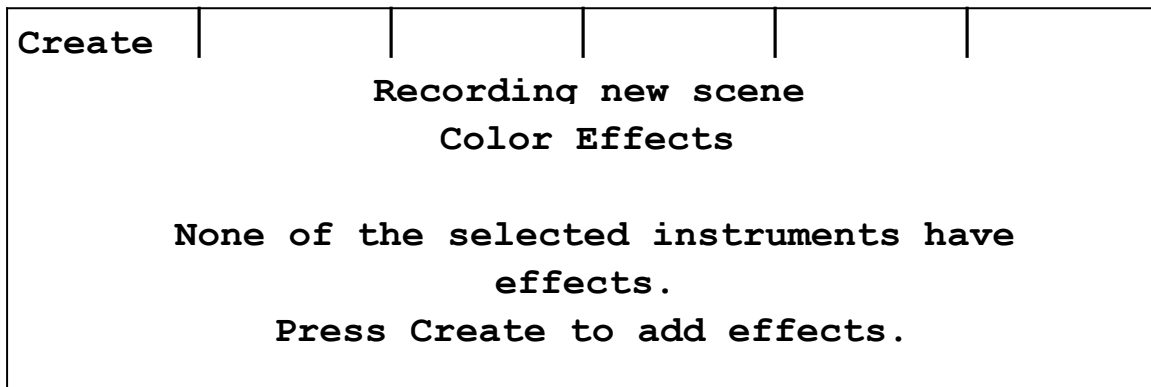 Create
Recording new scene
Color Effects
None of the selected instruments have
effects.
Press Create to add effects.